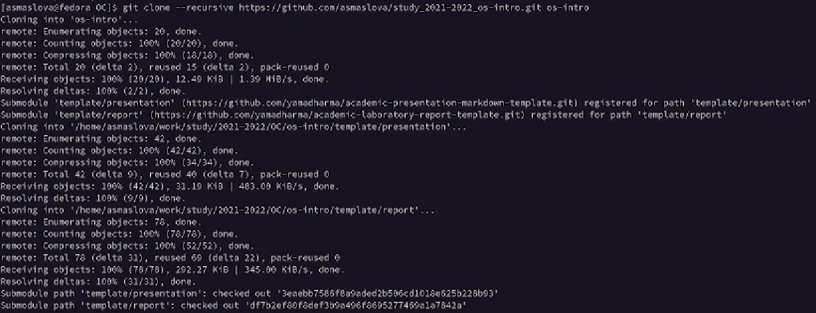 [asmaslova@fedora OC]$ git clone --recursive https://github.com/asmaslova/study_2021-2022_os-intro.git os-intro
Cloning into 'os-intro'...
remote: Enumerating objects: 20, done.
remote: Counting objects: 100% (20/20), done.
remote: Compressing objects: 100% (18/18), done.
remote: Total 20 (delta 2), reused 15 (delta 2), pack-reused 0
Receiving objects: 100% (20/20), 12.49 KiB | 1.39 MiB/s, done.
Resolving deltas: 100% (2/2), done.
Submodule 'template/presentation' (https://github.com/yamadharma/academic-presentation-markdown-template.git) registered for path 'template/presentation'
Submodule 'template/report' (https://github.com/yamadharma/academic-laboratory-report-template.git) registered for path 'template/report'
Cloning into '/home/asmaslova/work/study/2021-2022/OC/os-intro/template/presentation'...
remote: Enumerating objects: 42, done.
remote: Counting objects: 100% (42/42), done.
remote: Compressing objects: 100% (34/34), done.
remote: Total 42 (delta 9), reused 40 (delta 7), pack-reused 0
Receiving objects: 100% (42/42), 31.19 KiB | 483.00 KiB/s, done.
Resolving deltas: 100% (9/9), done.
Cloning into '/home/asmaslova/work/study/2021-2022/OC/os-intro/template/report'...
remote: Enumerating objects: 78, done.
remote: Counting objects: 100% (78/78), done.
remote: Compressing objects: 100% (52/52), done.
remote: Total 78 (delta 31), reused 69 (delta 22), pack-reused 0
Receiving objects: 100% (78/78), 292.27 KiB | 345.00 KiB/s, done.
Resolving deltas: 100% (31/31), done.
Submodule path 'template/presentation': checked out
Submodule path 'template/report': checked out